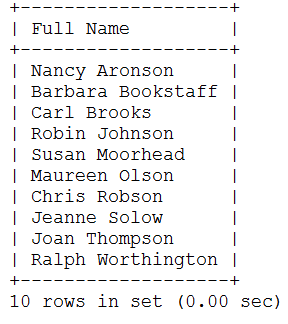 +-------------------+
| Full Name         |
+-------------------+
| Nancy Aronson     |
| Barbara Bookstaff |
| Carl Brooks       |
| Robin Johnson     |
| Susan Moorhead    |
| Maureen Olson     |
| Chris Robson      |
| Jeanne Solow      |
| Joan Thompson     |
| Ralph Worthington |
+-------------------+
10 rows in set (0.00 sec)